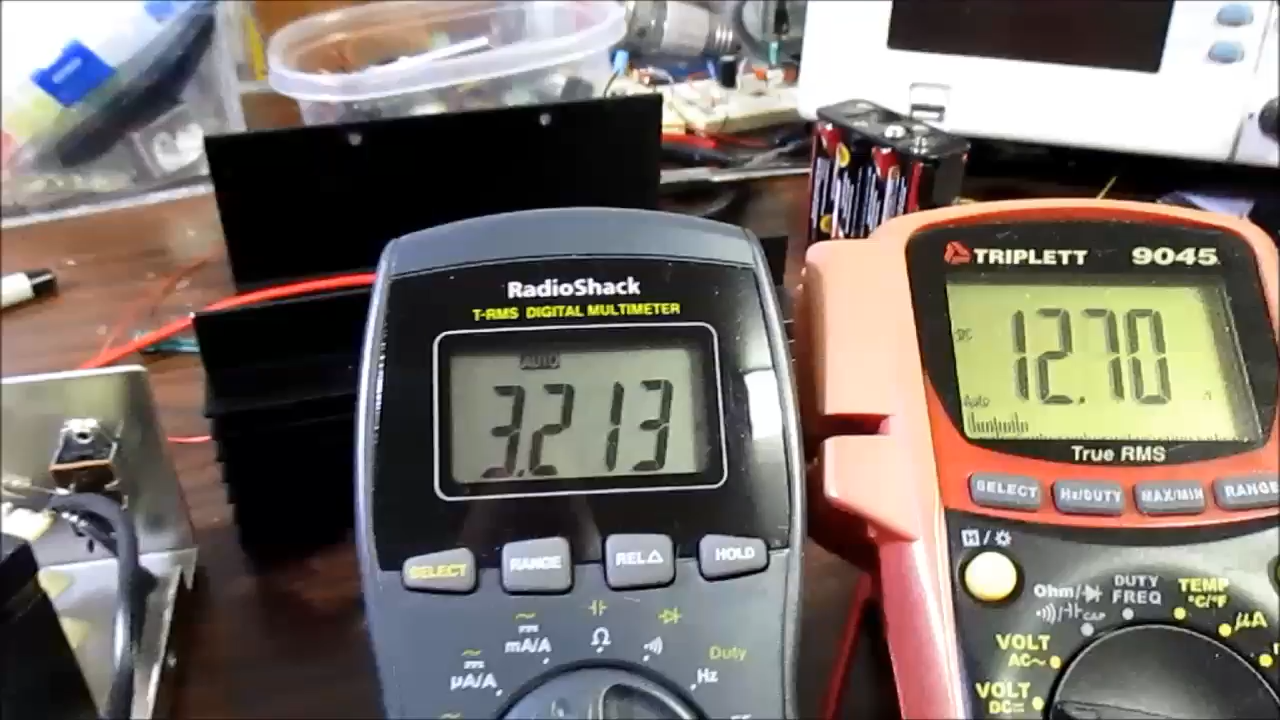 RadioShack
T-RMS DIGITAL MULTIMETER
AUTO
3.213
SELECT
RANGE
REL△
HOLD
mA/A
Ω
µA/A
Duty
Hz
TRIPLETT 9045
12.70
AUTO
True RMS
SELECT
Hz/DUTY
MAX/MIN
RANGE
H / ☼
Ohm/
CAP
DUTY
FREQ
TEMP
°C/°F
µA
VOLT
AC~
VOLT
DC